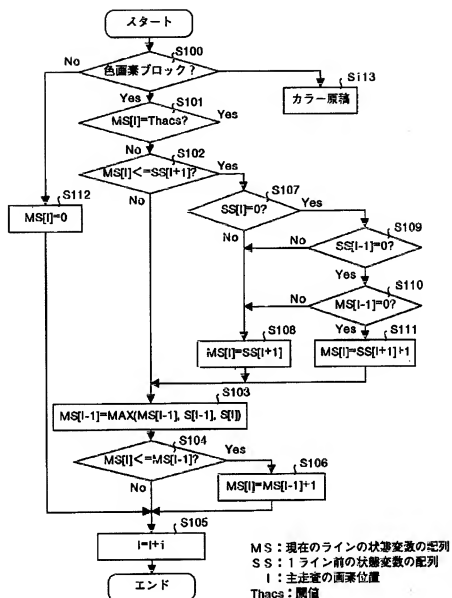 スタート
S100
色画素ブロック?
No
Yes
Si13
カラー原稿
S101
MS[I]=Thacs?
Yes
No
S102
MS[I]<=SS[I+1]?
Yes
No
S112
MS[I]=0
S107
SS[I]=0?
Yes
No
S109
SS[I-1]=0?
No
Yes
S110
MS[I-1]=0?
No
Yes
S108
MS[I]=SS[I+1]
S111
MS[I]=SS[I+1]+1
S103
MS[I-1]=MAX(MS[I-1], S[I-1], S[I])
S104
MS[I]<=MS[I-1]?
Yes
No
S106
MS[I]=MS[I-1]+1
S105
I=I+i
エンド
MS:現在のラインの状態変数の配列
SS:1ライン前の状態変数の配列
I:主走査の画素位置
Thacs:閾値